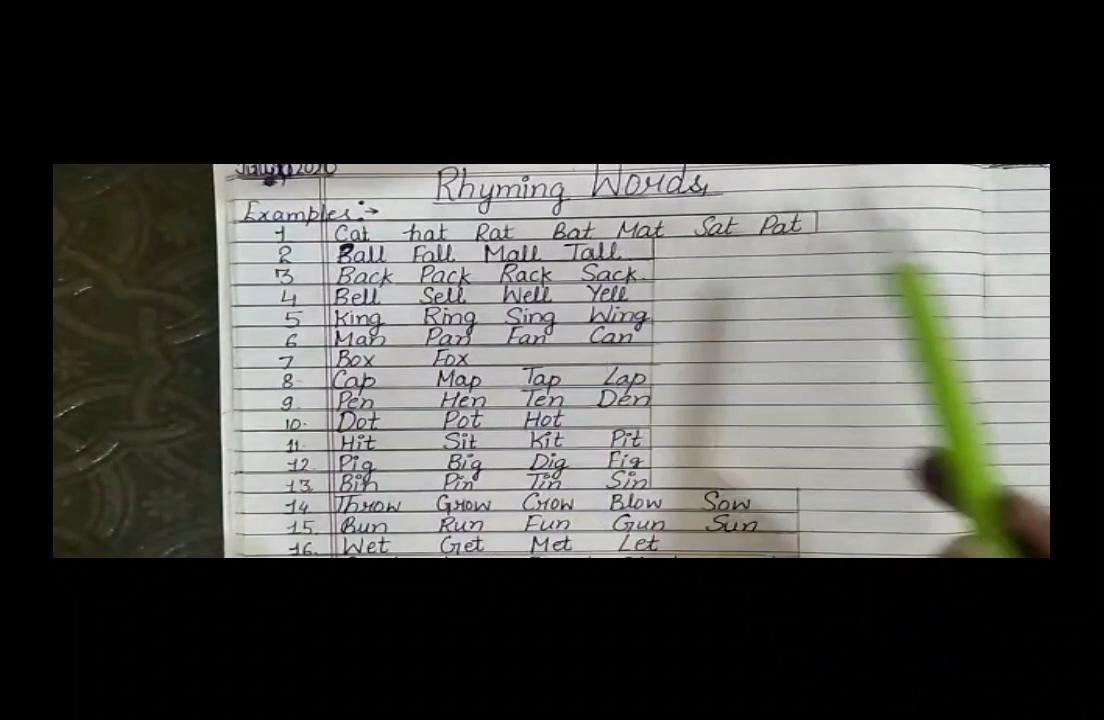 2020
Rhyming Words
Examples:→
1 Cat hat Rat Bat Mat Sat Pat
2 Ball Fall Mall Tall
3 Back Pack Rack Sack.
4 Bell Sell Well Yell
5 King Ring Sing Wing
6 Man Pan Fan Can
7 Box Fox
8. Cap Map Tap Lap
9. Pen Hen Ten Den
10. Dot Pot Hot
11. Hit Sit Kit Pit
12. Pig Big Dig Fig
13. Bin Pin Tin Sin
14 Throw Grow Crow Blow Sow
15. Bun Run Fun Gun Sun
16. Wet Get Met Let